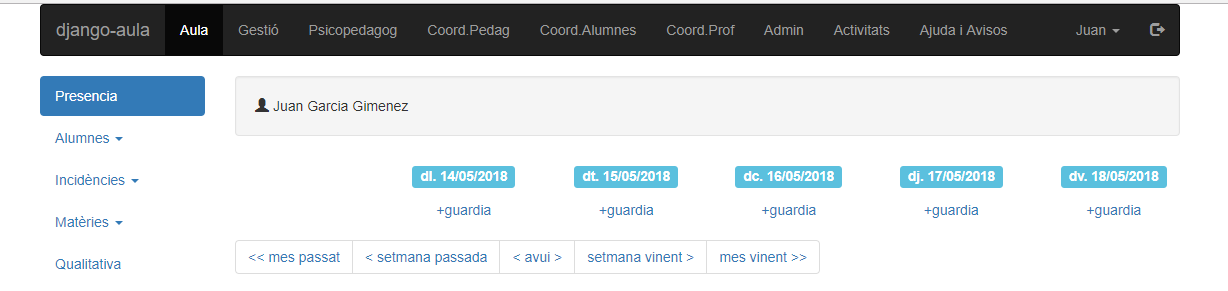 django-aula Aula Gestió Psicopedagog Coord.Pedag Coord.Alumnes Coord.Prof Admin Activitats Ajuda i Avisos Juan
Presencia
Alumnes
Incidències
Matèries
Qualitativa
Juan Garcia Gimenez
dl. 14/05/2018 dt. 15/05/2018 dc. 16/05/2018 dj. 17/05/2018 dv. 18/05/2018
+guardia +guardia +guardia +guardia +guardia
<< mes passat < setmana passada < avui > setmana vinent > mes vinent >>